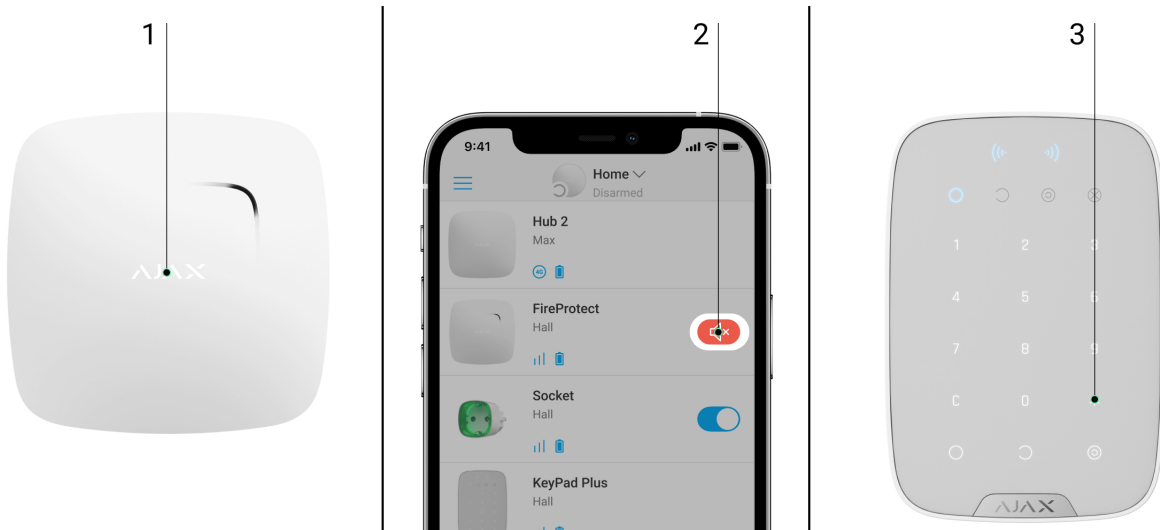 1
AJAX
2
9:41
Home
Disarmed
Hub 2
Max
4G
FireProtect
Hall
Socket
Hall
KeyPad Plus
Hall
3
1 2 3
4 5 6
7 8 9
C 0
AJAX